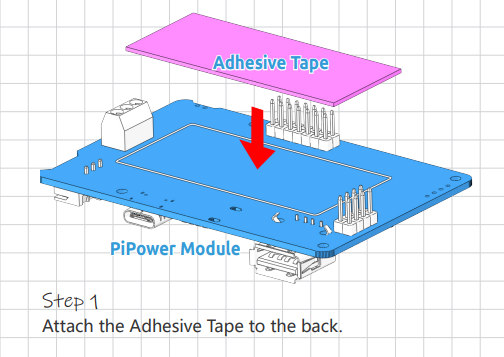 Adhesive Tape
PiPower Module
Step 1
Attach the Adhesive Tape to the back.